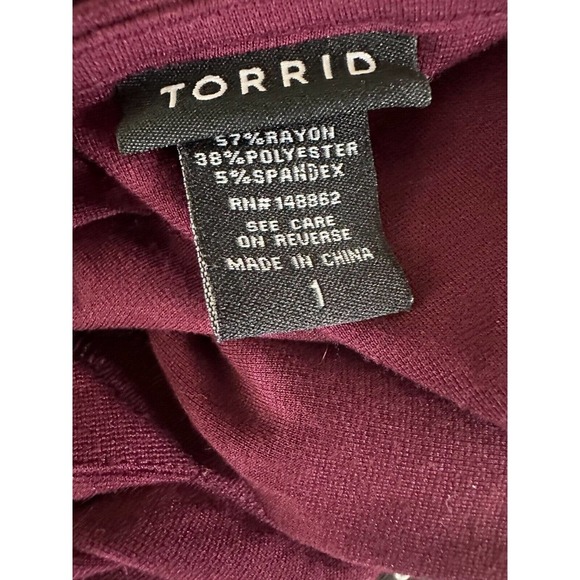 TORRID
57%RAYON
38%POLYESTER
5%SPANDEX
RN#148862
SEE CARE
ON REVERSE
MADE IN CHINA
1